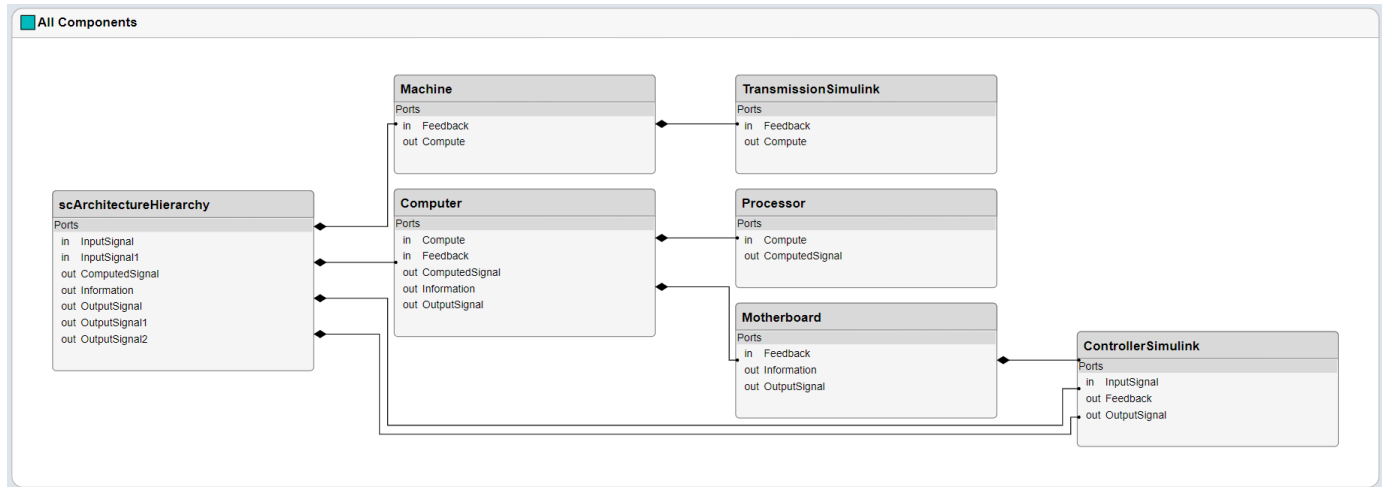 All Components
scArchitectureHierarchy
Ports
in InputSignal
in InputSignal1
out ComputedSignal
out Information
out OutputSignal
out OutputSignal1
out OutputSignal2
Machine
Ports
in Feedback
out Compute
Computer
Ports
in Compute
in Feedback
out ComputedSignal
out Information
out OutputSignal
TransmissionSimulink
Ports
in Feedback
out Compute
Processor
Ports
in Compute
out ComputedSignal
Motherboard
Ports
in Feedback
out Information
out OutputSignal
ControllerSimulink
Ports
in InputSignal
out Feedback
out OutputSignal